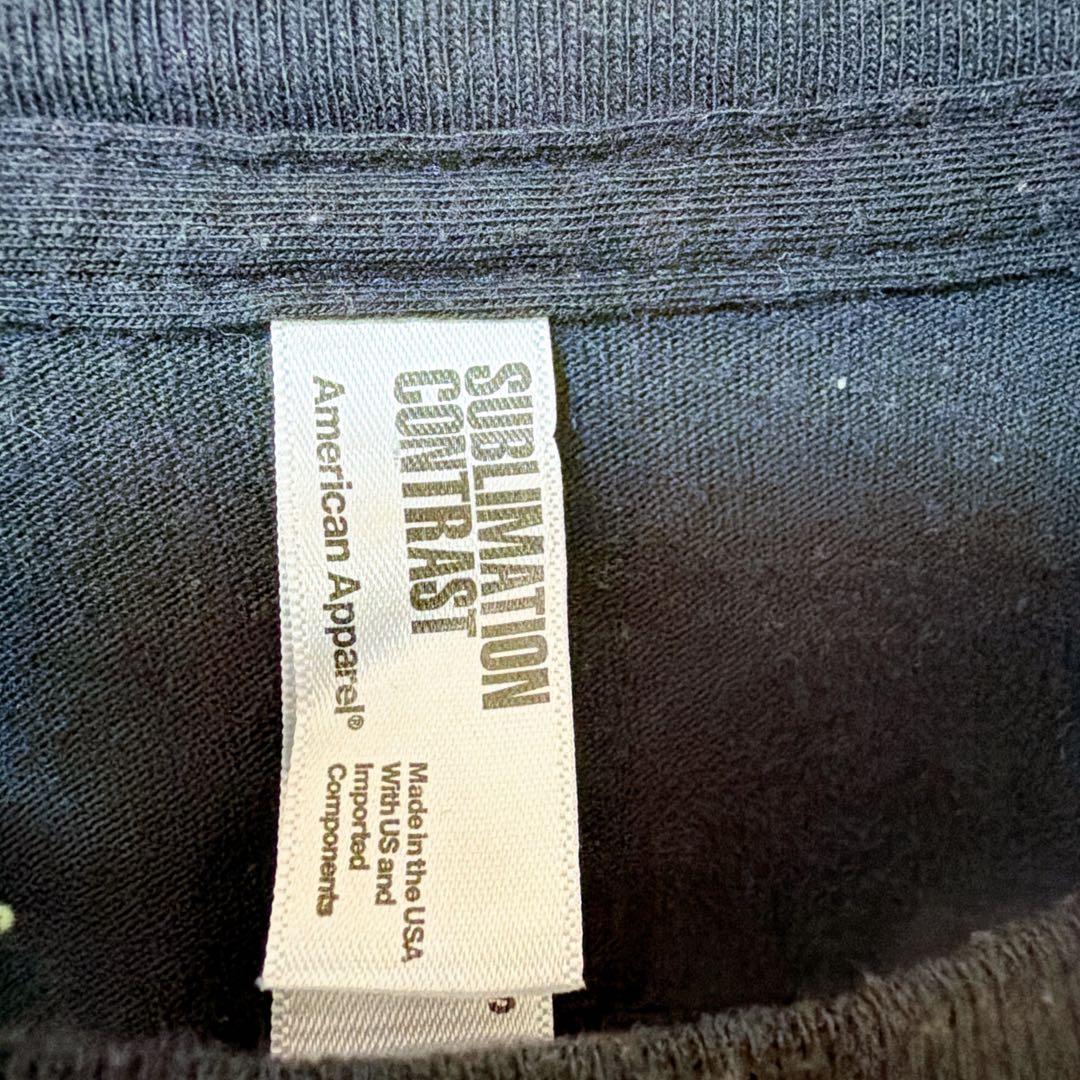 SUBLIMATION
CONTRAST
American Apparel®
Made in the USA
With US and
Imported
Components